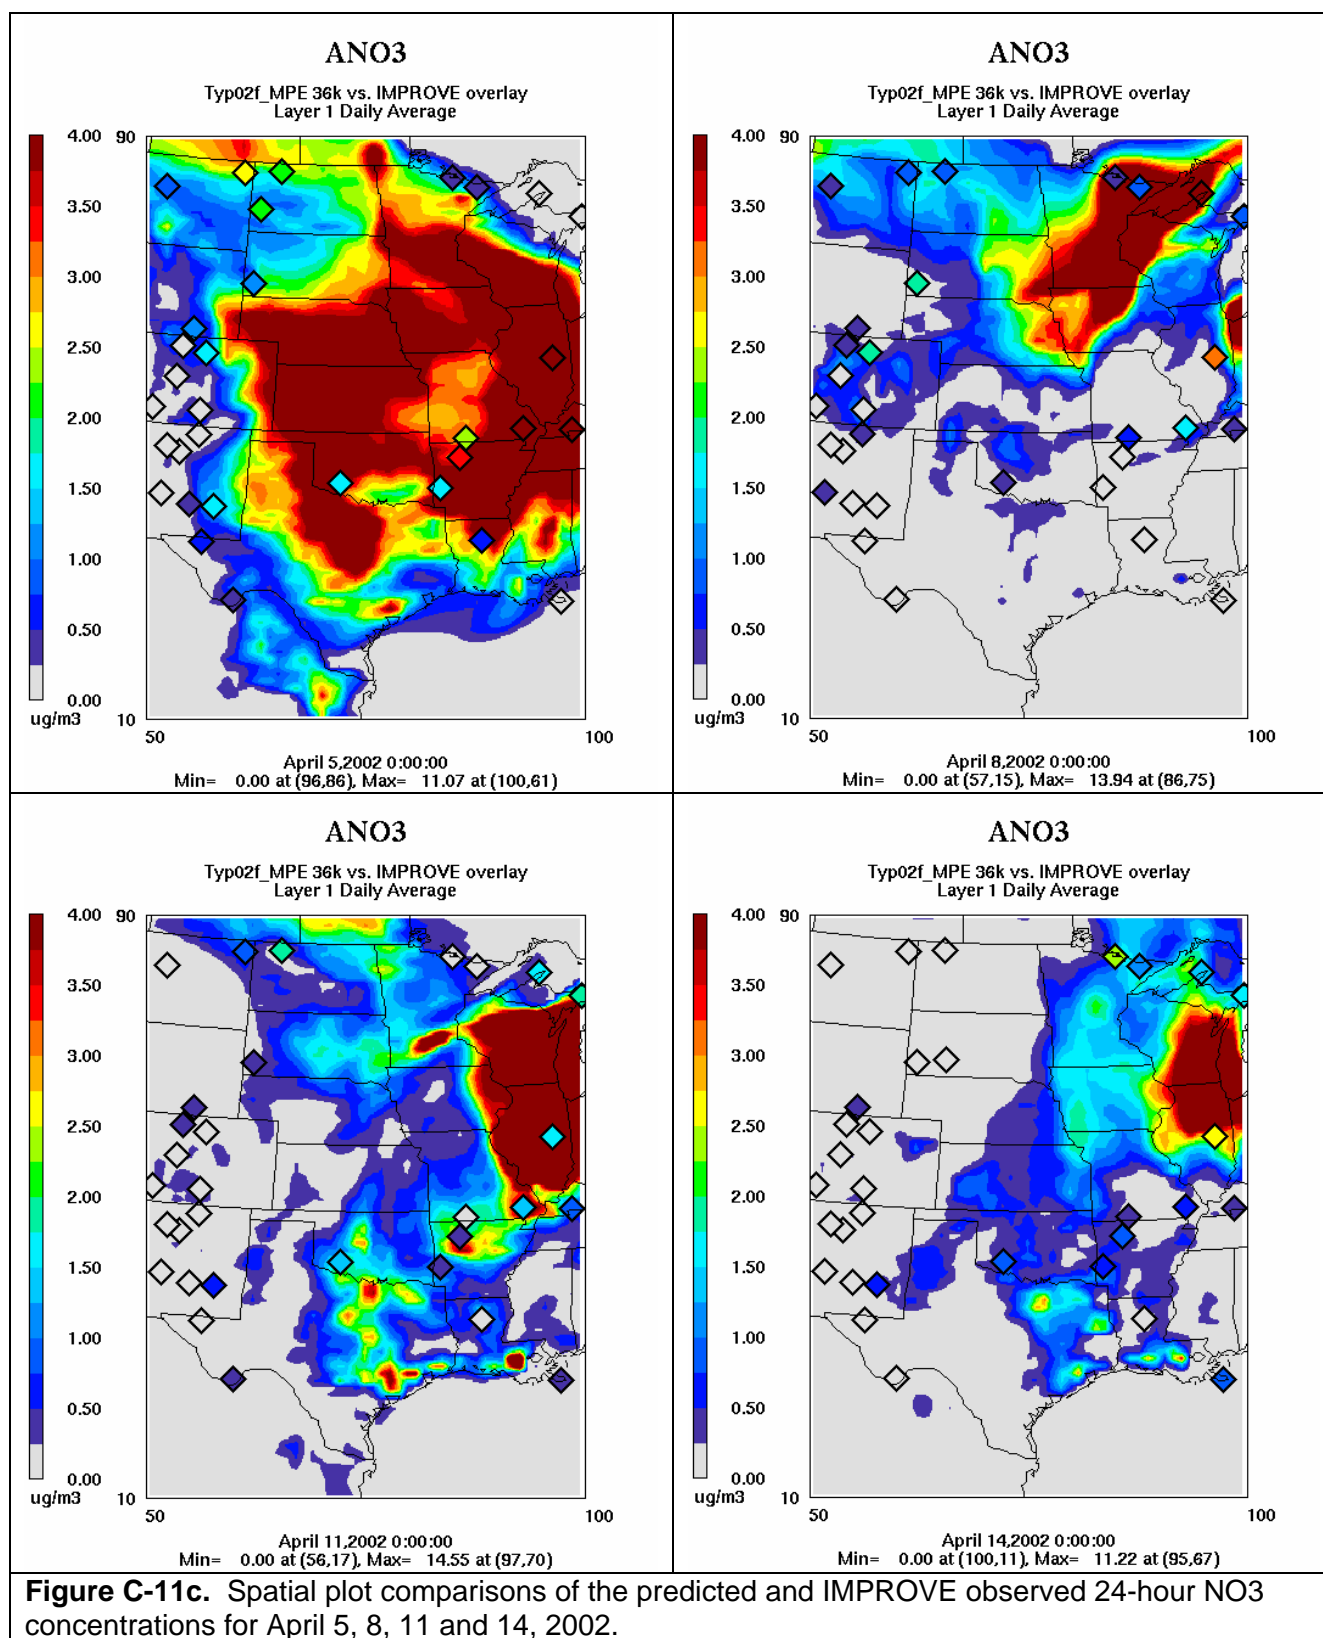 ANO3
Typ02f_MPE 36k vs. IMPROVE overlay
Layer 1 Daily Average
4.00
3.50
3.00
2.50
2.00
1.50
1.00
0.50
0.00
ug/m3
90
10
50
100
April 5,2002 0:00:00
Min= 0.00 at (96,86), Max= 11.07 at (100,61)
ANO3
Typ02f_MPE 36k vs. IMPROVE overlay
Layer 1 Daily Average
4.00
3.50
3.00
2.50
2.00
1.50
1.00
0.50
0.00
ug/m3
90
10
50
100
April 8,2002 0:00:00
Min= 0.00 at (57,15), Max= 13.94 at (86,75)
ANO3
Typ02f_MPE 36k vs. IMPROVE overlay
Layer 1 Daily Average
4.00
3.50
3.00
2.50
2.00
1.50
1.00
0.50
0.00
ug/m3
90
10
50
100
April 11,2002 0:00:00
Min= 0.00 at (56,17), Max= 14.55 at (97,70)
ANO3
Typ02f_MPE 36k vs. IMPROVE overlay
Layer 1 Daily Average
4.00
3.50
3.00
2.50
2.00
1.50
1.00
0.50
0.00
ug/m3
90
10
50
100
April 14,2002 0:00:00
Min= 0.00 at (100,11), Max= 11.22 at (95,67)
Figure C-11c. Spatial plot comparisons of the predicted and IMPROVE observed 24-hour NO3
concentrations for April 5, 8, 11 and 14, 2002.